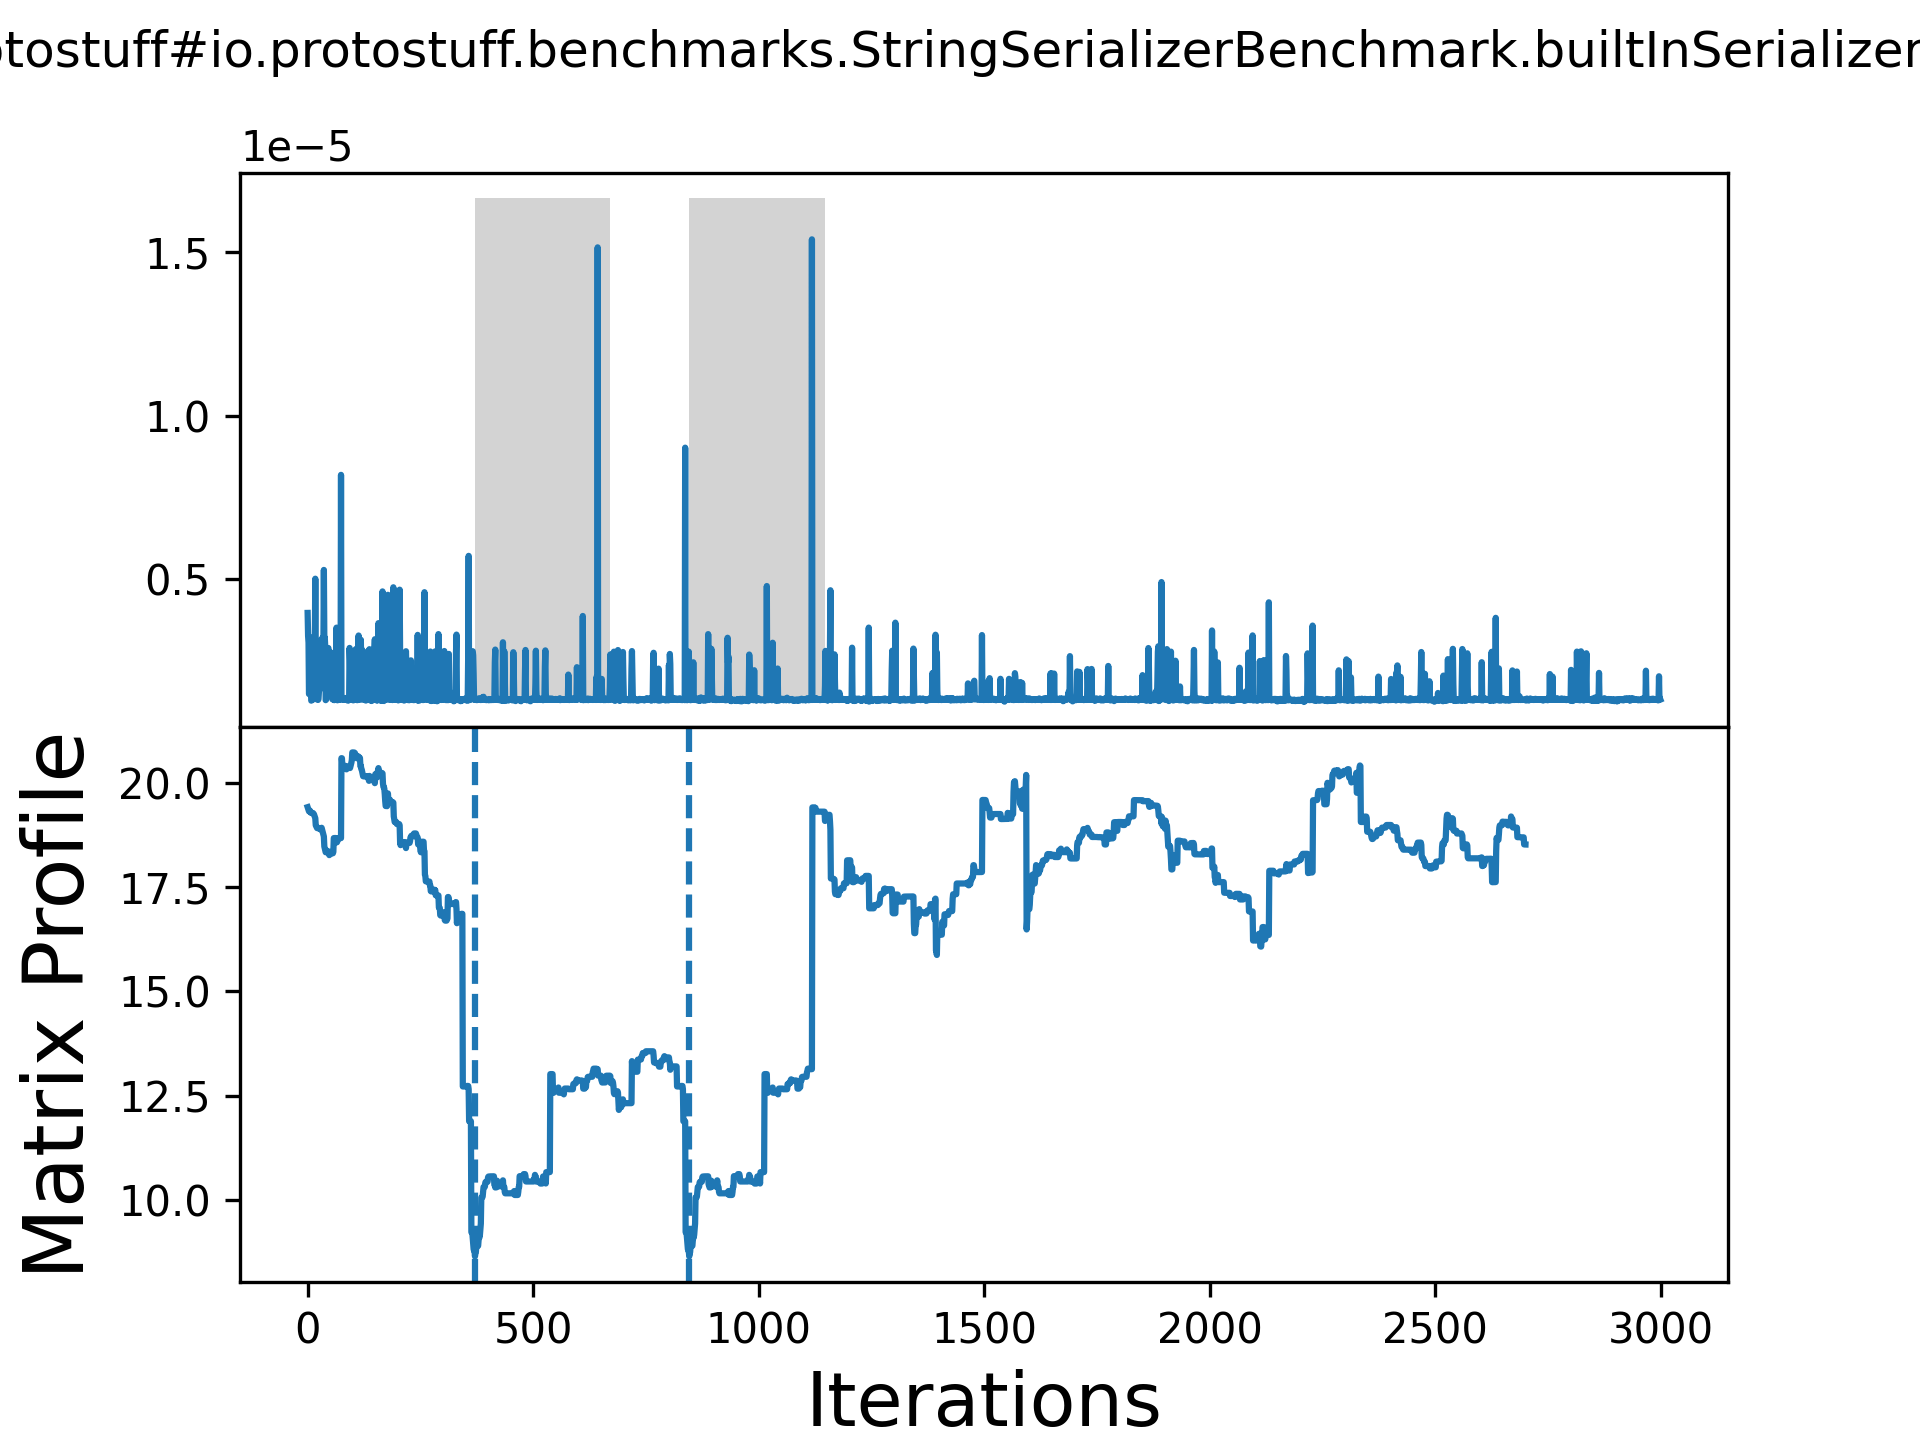 otostuff#io.protostuff.benchmarks.StringSerializerBenchmark.builtInSerializer
1e−5
1.5
1.0
0.5
Matrix Profile
20.0
17.5
15.0
12.5
10.0
0 500 1000 1500 2000 2500 3000
Iterations